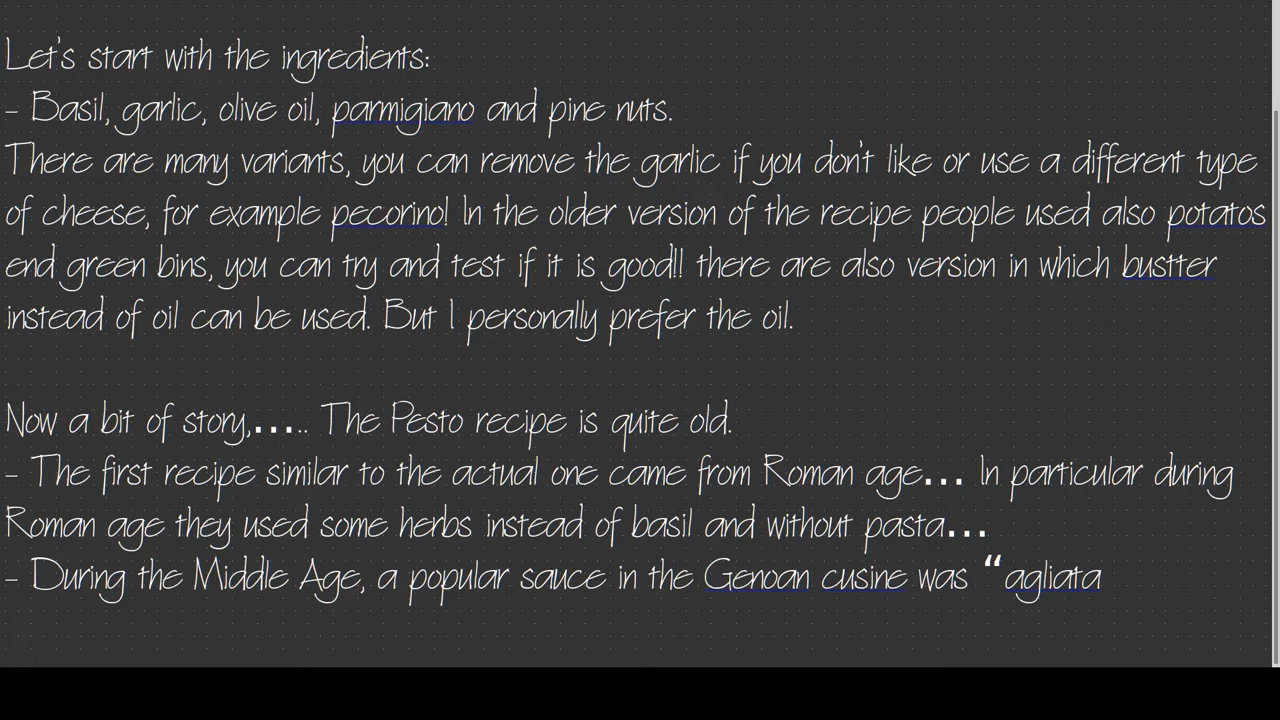 Let's start with the ingredients:
- Basil, garlic, olive oil, parmigiano and pine nuts.
There are many variants, you can remove the garlic if you don't like or use a different type
of cheese, for example pecorino! In the older version of the recipe people used also potatos
end green bins, you can try and test if it is good!! there are also version in which bustter
instead of oil can be used. But I personally prefer the oil.
Now a bit of story,….. The Pesto recipe is quite old.
- The first recipe similar to the actual one came from Roman age… In particular during
Roman age they used some herbs instead of basil and without pasta…
- During the Middle Age, a popular sauce in the Genoan cusine was “agliata